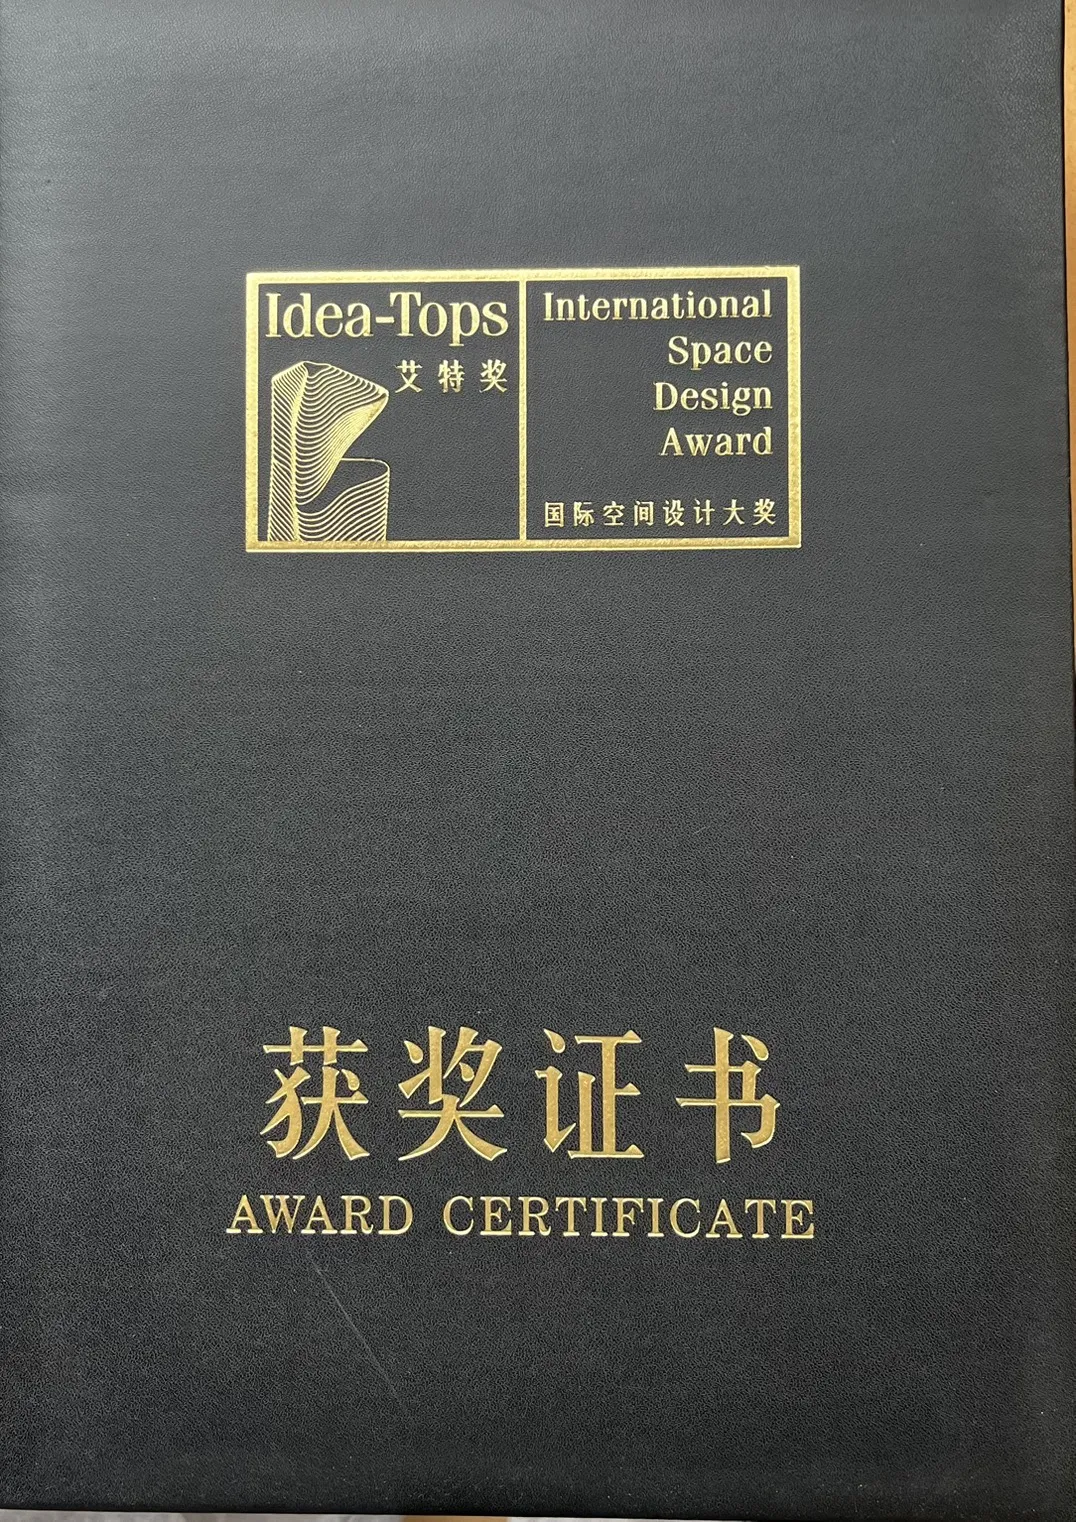 Idea-Tops
艾特奖
International
Space
Design
Award
国际空间设计大奖
获奖证书
AWARD CERTIFICATE